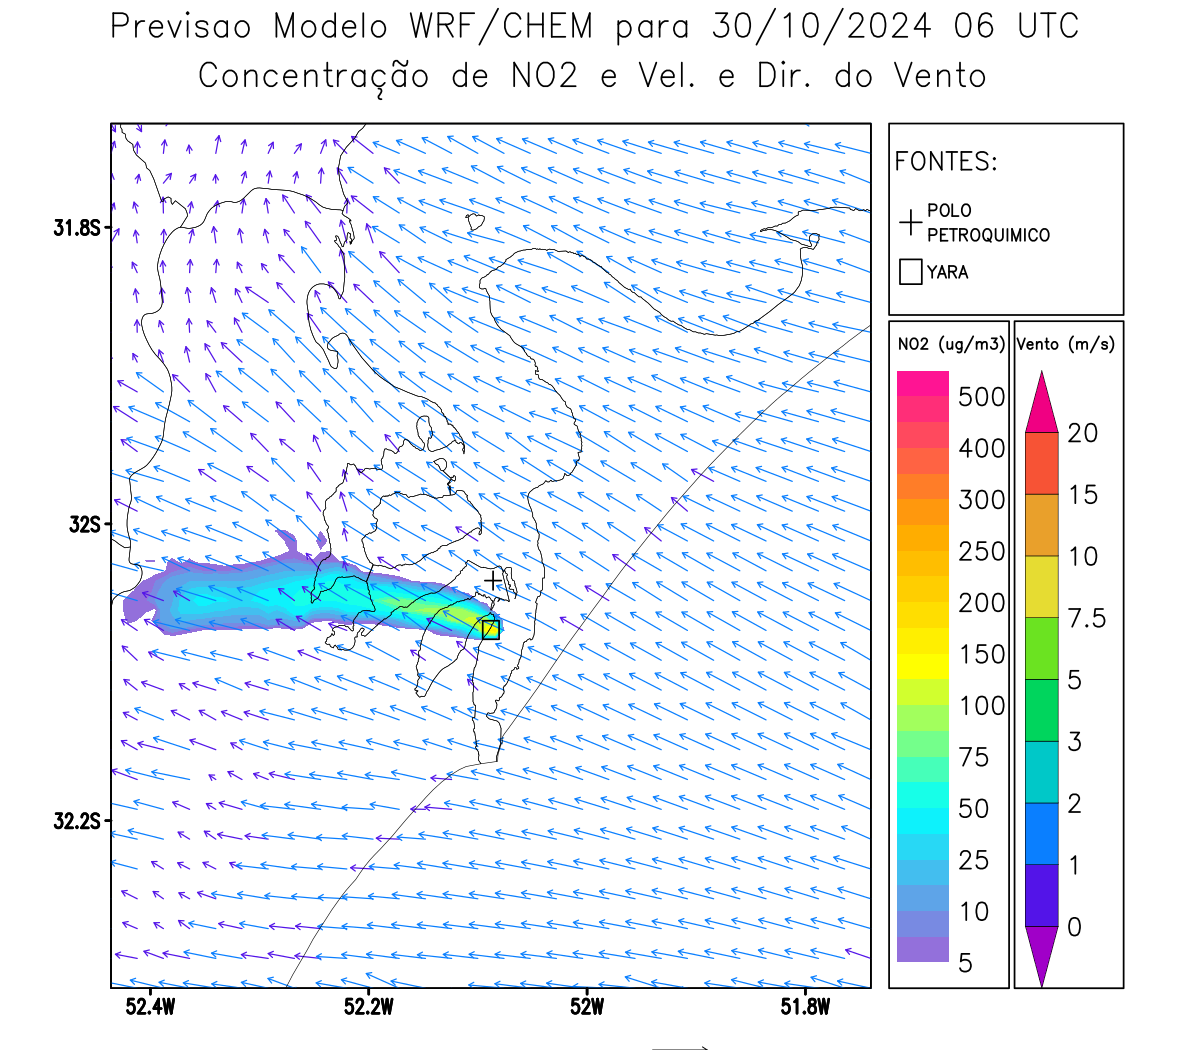 Previsao Modelo WRF/CHEM para 30/10/2024 06 UTC
Concentração de NO2 e Vel. e Dir. do Vento
31.8S
32S
32.2S
52.4W
52.2W
52W
51.8W
FONTES:
POLO
PETROQUIMICO
YARA
NO2 (ug/m3)
500
400
300
250
200
150
100
75
50
25
10
5
Vento (m/s)
20
15
10
7.5
5
3
2
1
0